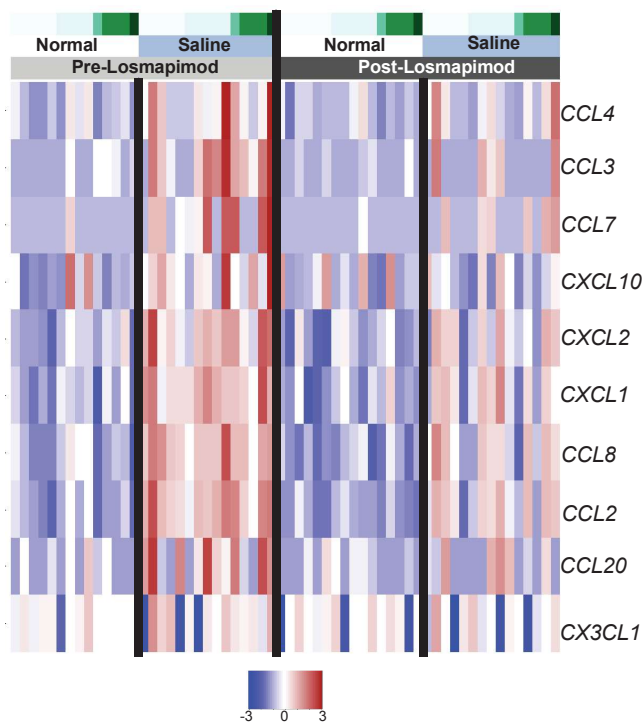 Normal Saline Normal Saline
Pre-Losmapimod Post-Losmapimod
CCL4
CCL3
CCL7
CXCL10
CXCL2
CXCL1
CCL8
CCL2
CCL20
CX3CL1
-3 0 3